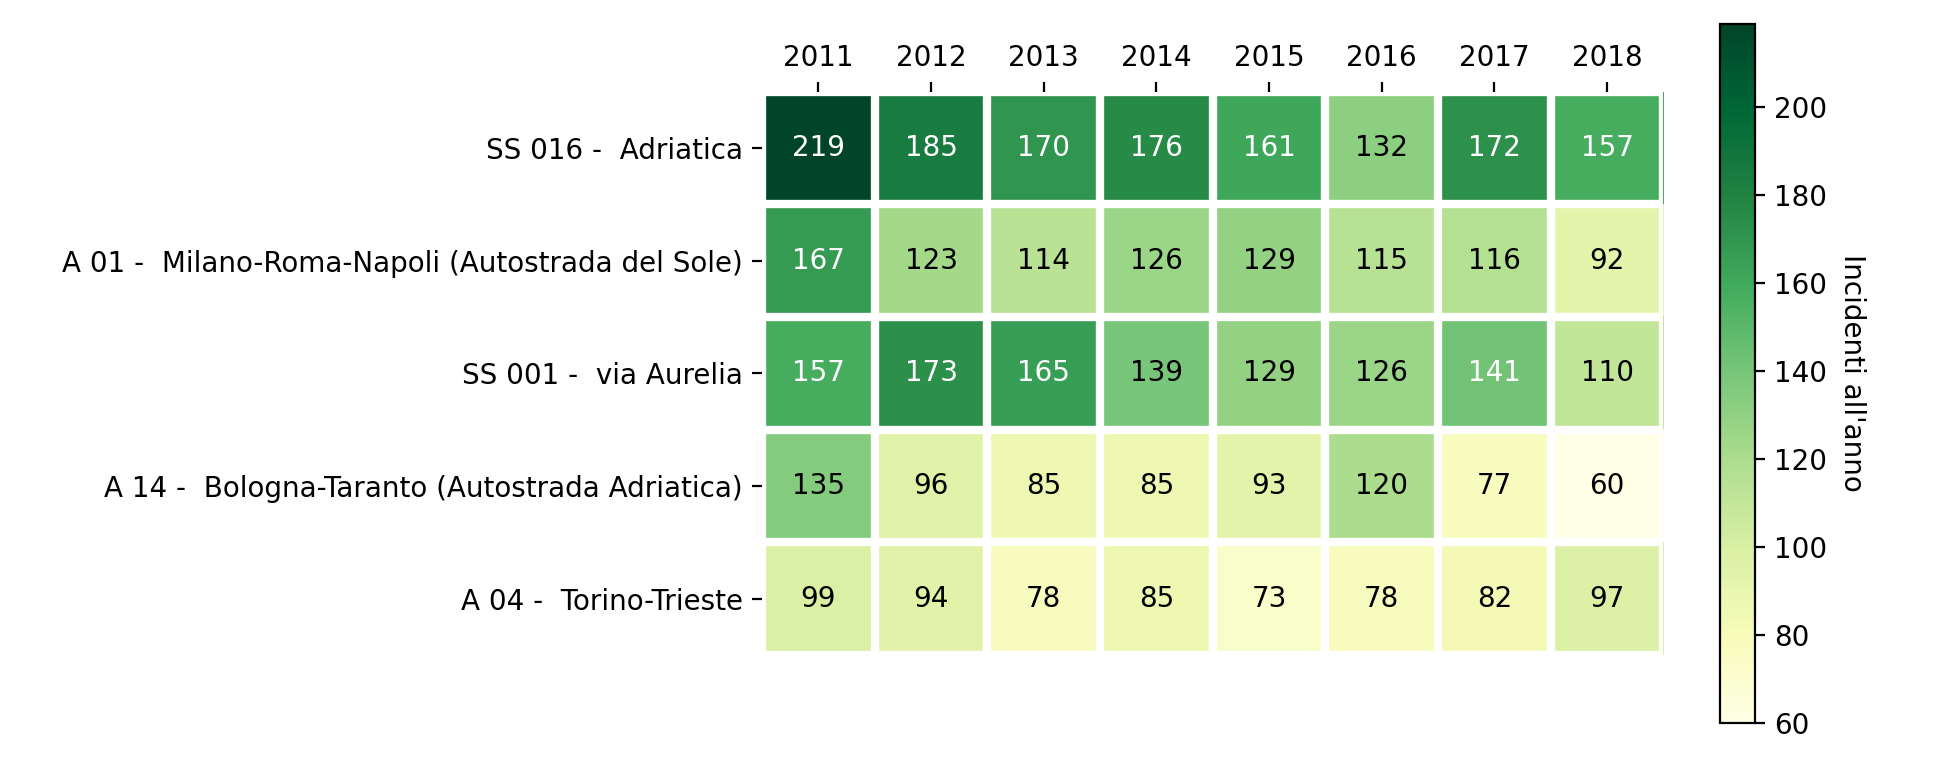 2011 2012 2013 2014 2015 2016 2017 2018
SS 016 -  Adriatica 219 185 170 176 161 132 172 157
A 01 -  Milano-Roma-Napoli (Autostrada del Sole) 167 123 114 126 129 115 116 92
SS 001 -  via Aurelia 157 173 165 139 129 126 141 110
A 14 -  Bologna-Taranto (Autostrada Adriatica) 135 96 85 85 93 120 77 60
A 04 -  Torino-Trieste 99 94 78 85 73 78 82 97
200
180
160
140
120
100
80
60
Incidenti all'anno